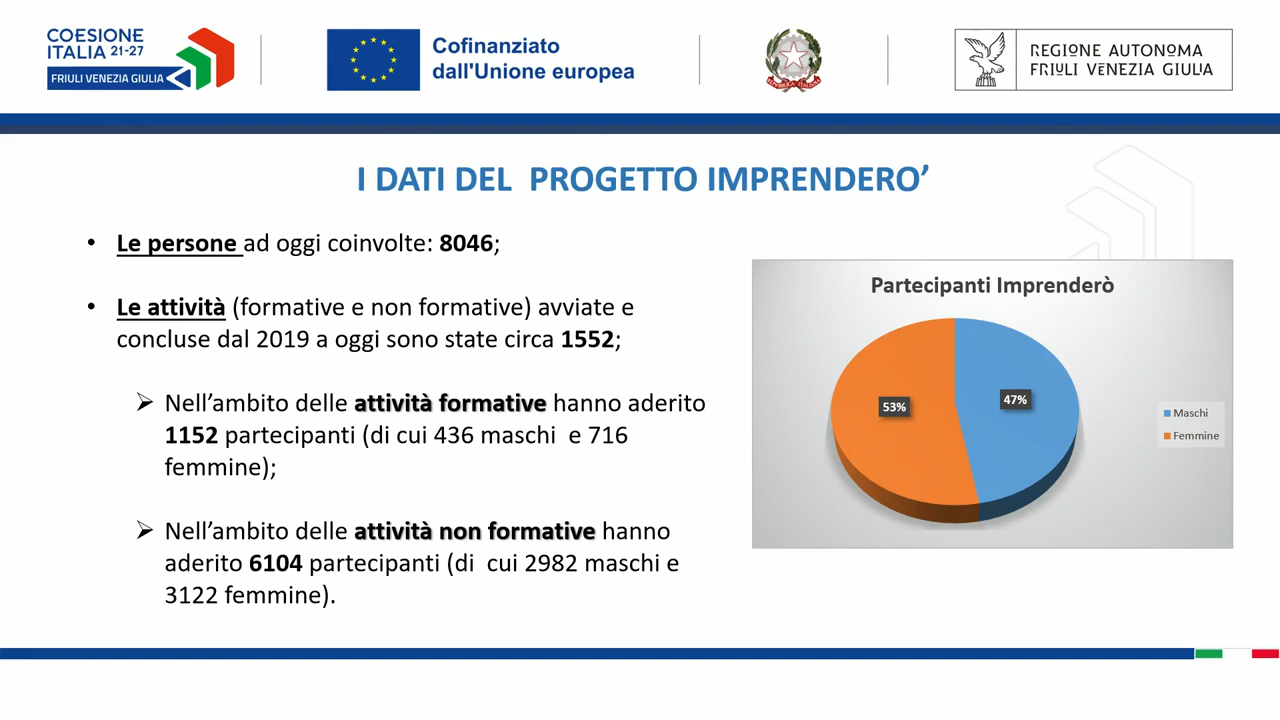 COESIONE
ITALIA 21-27
FRIULI VENEZIA GIULIA
Cofinanziato
dall'Unione europea
REPUBBLICA ITALIANA
REGIONE AUTONOMA
FRIULI VENEZIA GIULIA
I DATI DEL PROGETTO IMPRENDERO’
• Le persone ad oggi coinvolte: 8046;
• Le attività (formative e non formative) avviate e
concluse dal 2019 a oggi sono state circa 1552;
➢ Nell’ambito delle attività formative hanno aderito
1152 partecipanti (di cui 436 maschi e 716
femmine);
➢ Nell’ambito delle attività non formative hanno
aderito 6104 partecipanti (di cui 2982 maschi e
3122 femmine).
Partecipanti Imprenderò
53%
47%
Maschi
Femmine